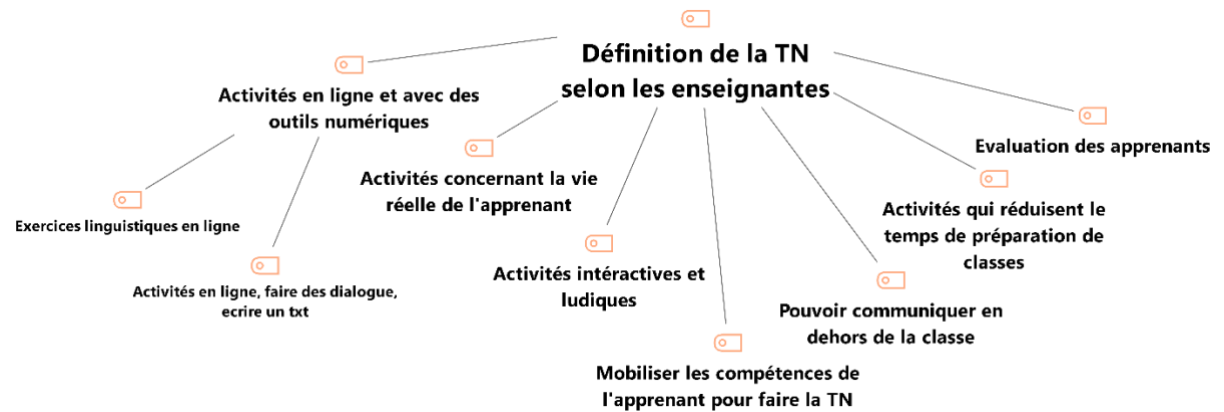 Définition de la TN
selon les enseignantes
Activités en ligne et avec des
outils numériques
Exercices linguistiques en ligne
Activités en ligne, faire des dialogue,
ecrire un txt
Activités concernant la vie
réelle de l'apprenant
Activités intéractives et
ludiques
Mobiliser les compétences de
l'apprenant pour faire la TN
Pouvoir communiquer en
dehors de la classe
Activités qui réduisent le
temps de préparation de
classes
Evaluation des apprenants